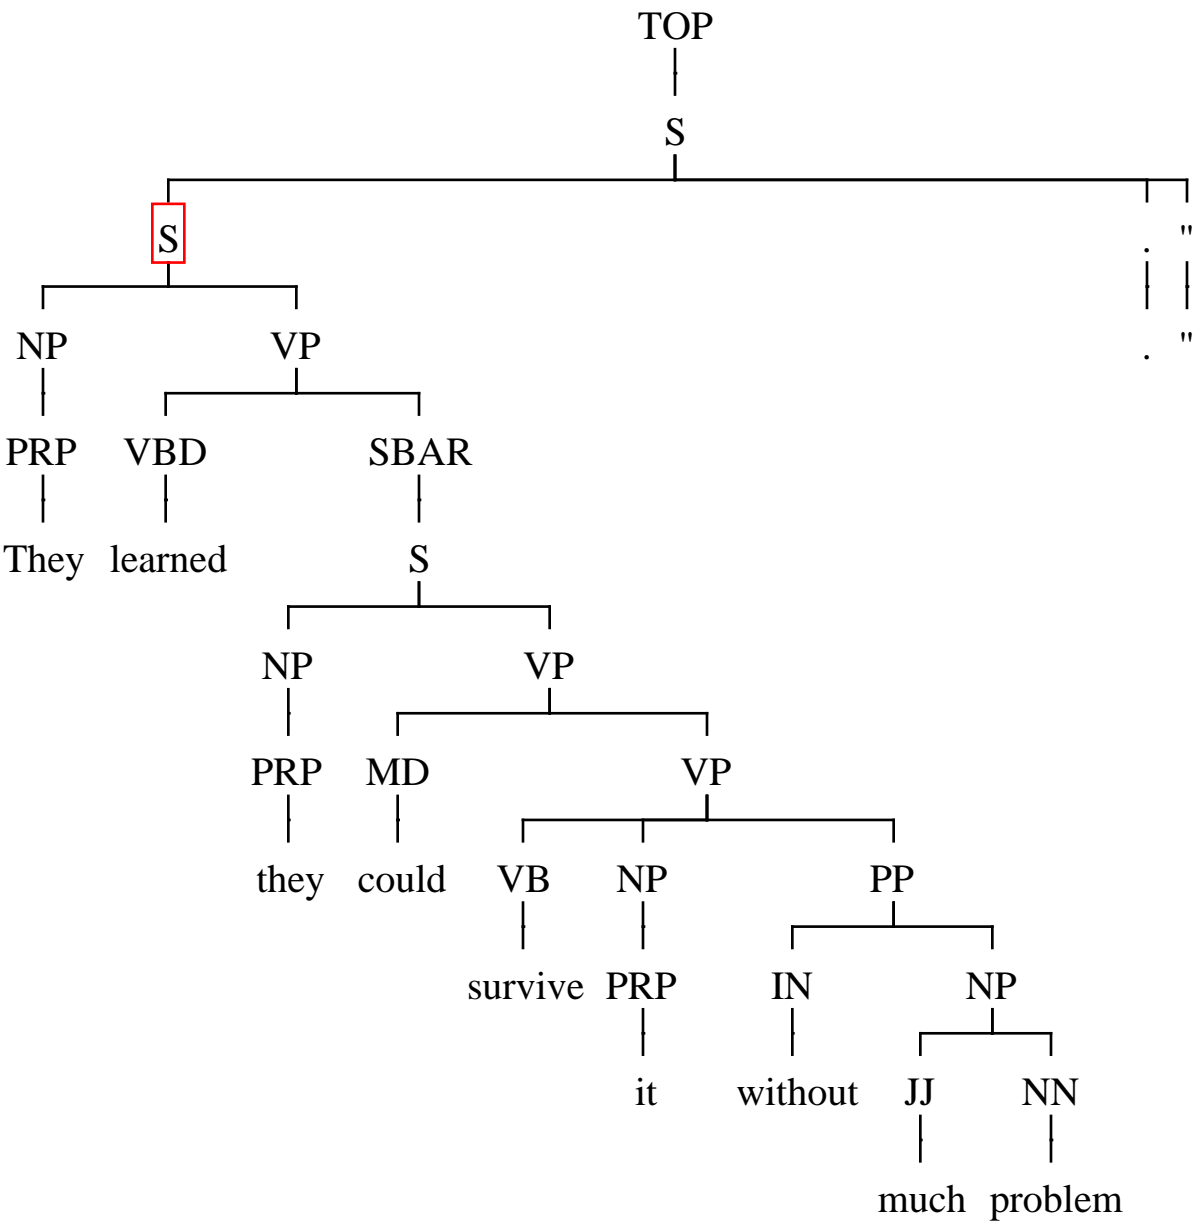 TOP
S
S . "
NP VP . "
PRP VBD SBAR
They learned S
NP VP
PRP MD VP
they could VB NP PP
survive PRP IN NP
it without JJ NN
much problem